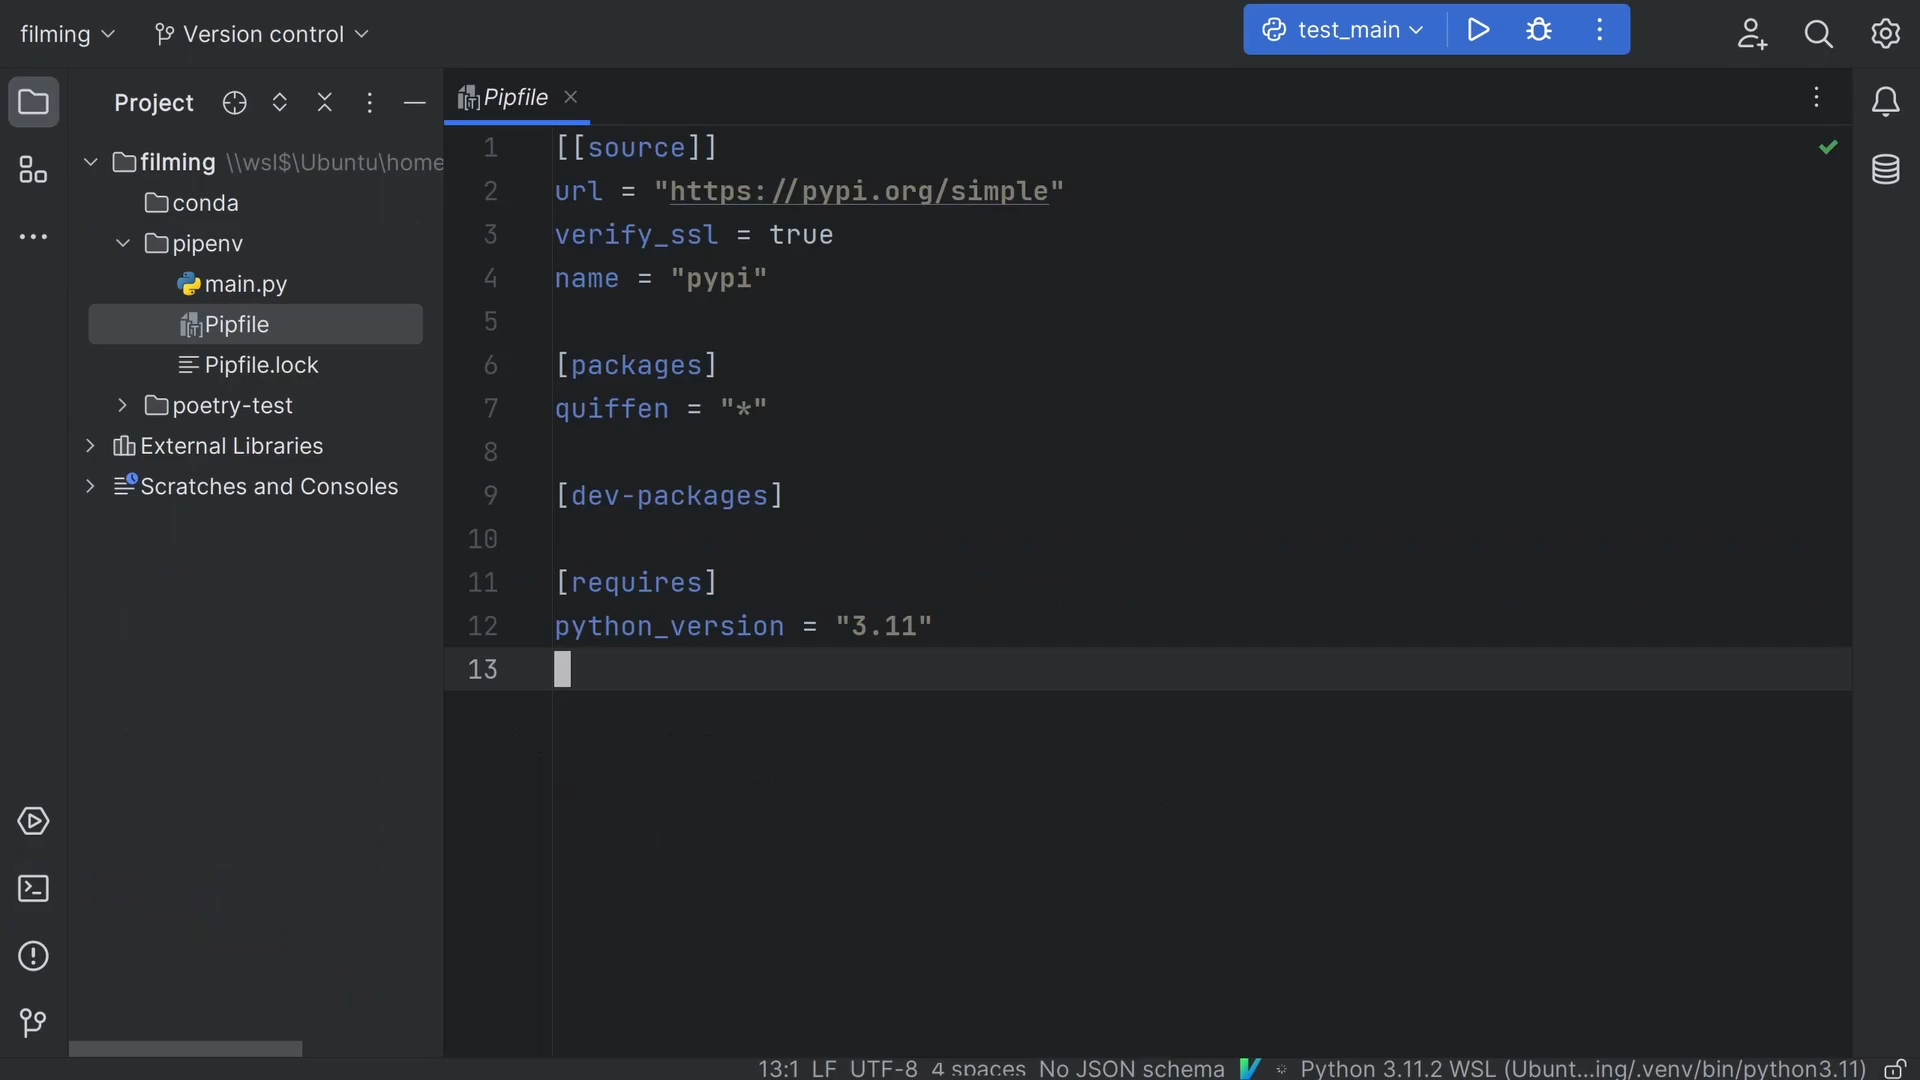 filming
Version control
test_main
Project
Pipfile
filming \\wsl$\Ubuntu\home
conda
pipenv
main.py
Pipfile
Pipfile.lock
poetry-test
External Libraries
Scratches and Consoles
1 [[source]]
2 url = "https://pypi.org/simple"
3 verify_ssl = true
4 name = "pypi"
5
6 [packages]
7 quiffen = "*"
8
9 [dev-packages]
10
11 [requires]
12 python_version = "3.11"
13
13:1 LF UTF-8 4 spaces No JSON schema Python 3.11.2 WSL (Ubunt...ing/.venv/bin/python3.11)